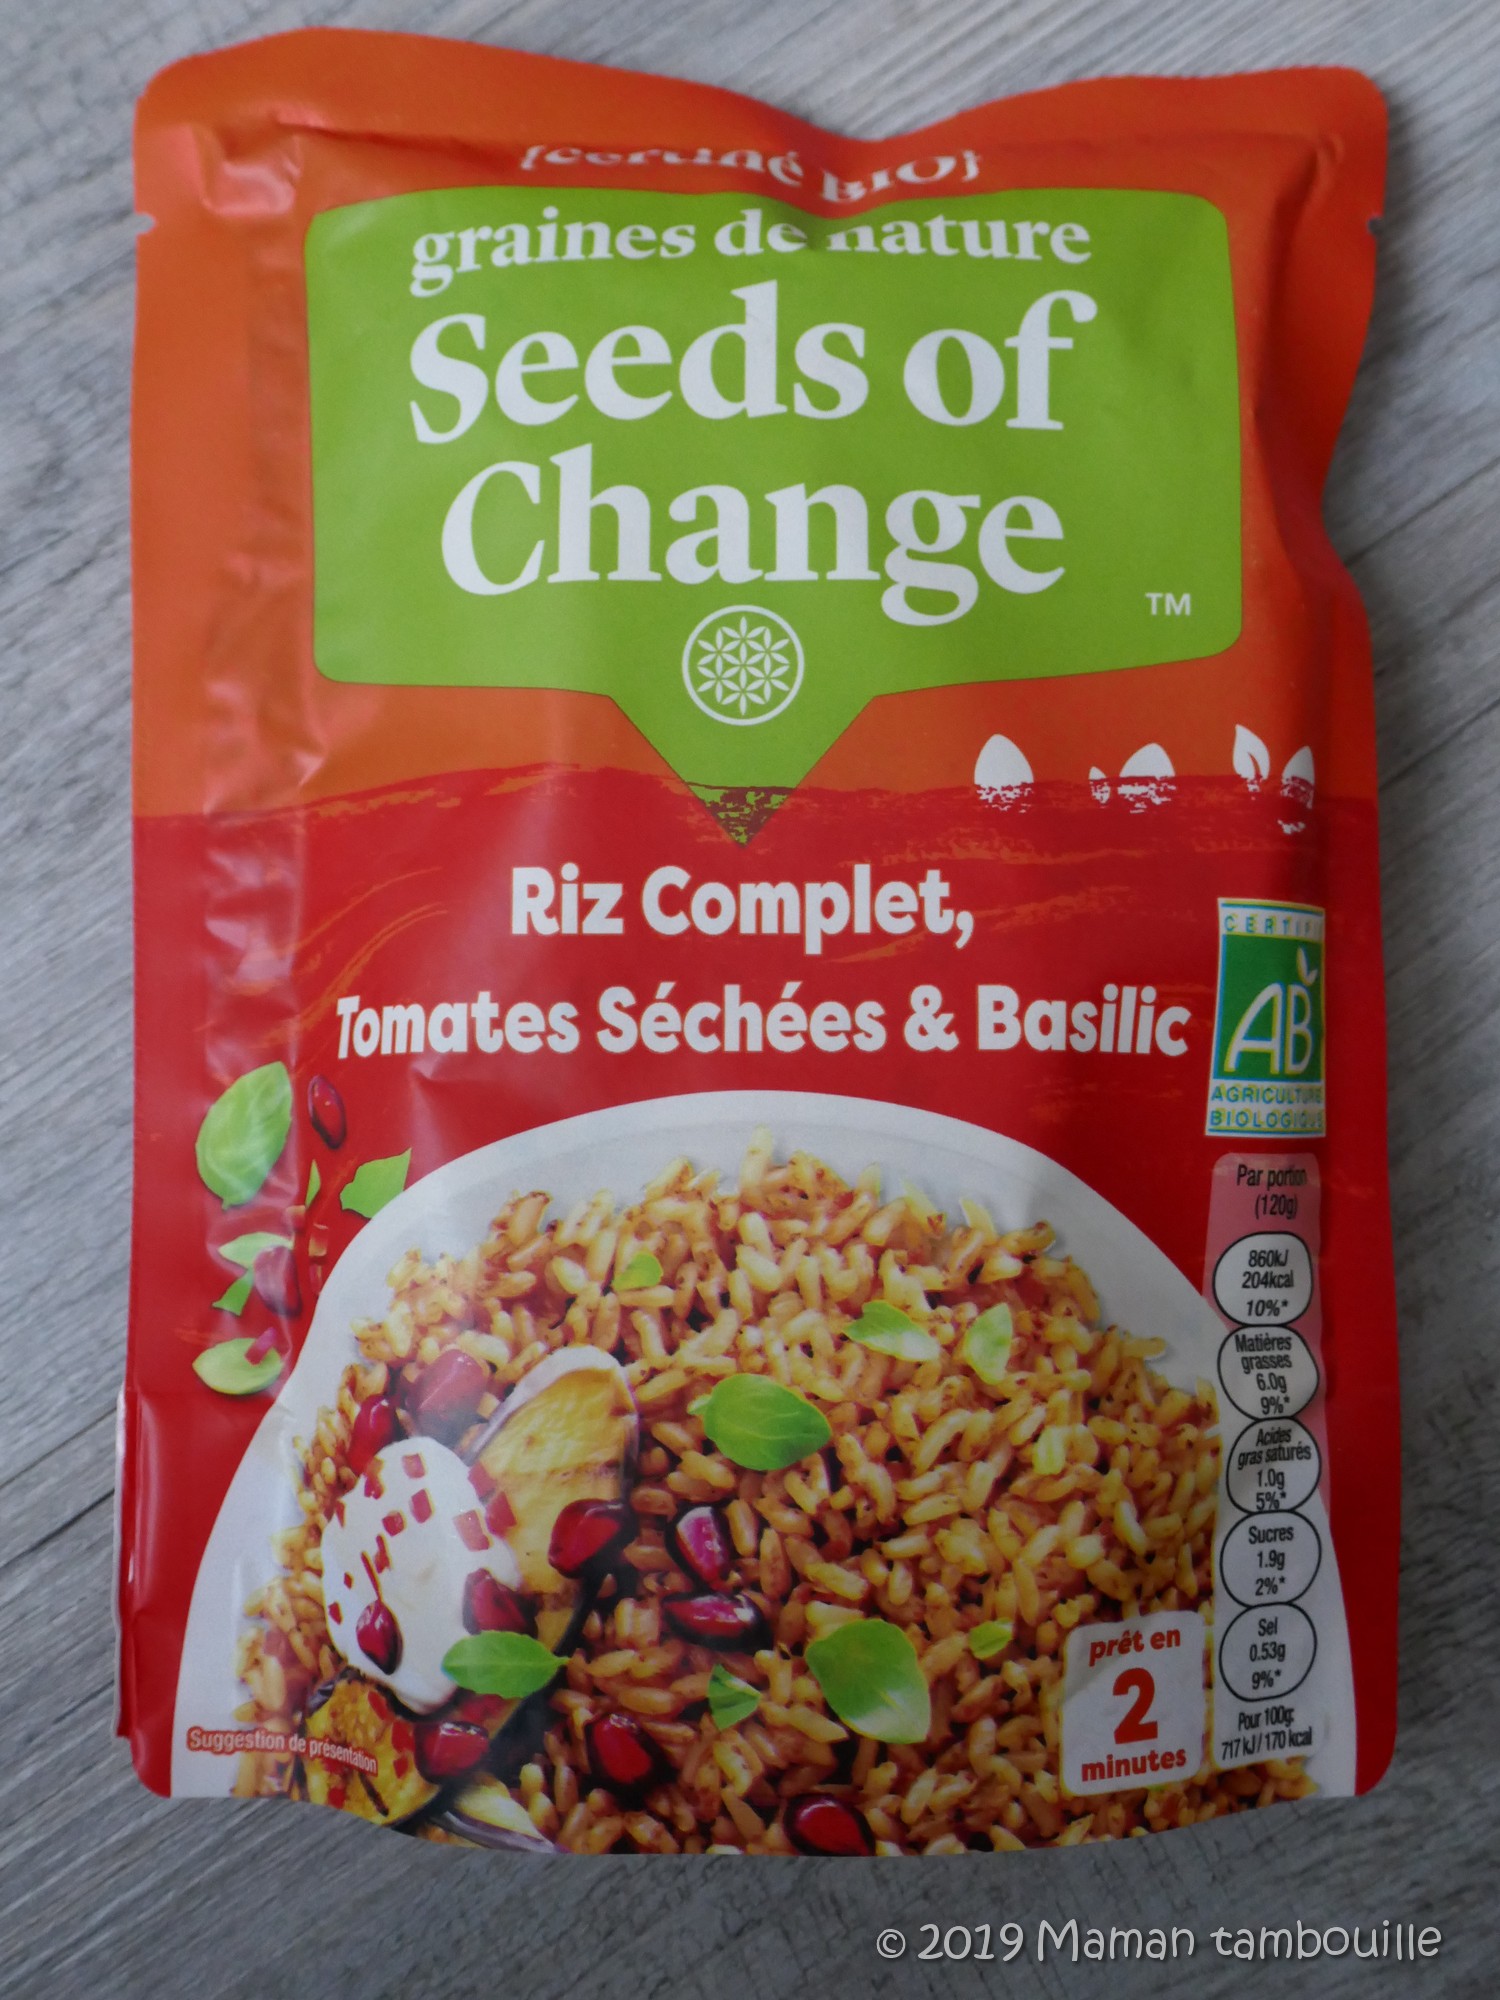 {certifié BIO}
graines de nature
Seeds of
Change
TM
Riz Complet,
Tomates Séchées & Basilic
CERTIFIÉ
AB
AGRICULTURE
BIOLOGIQUE
Par portion
(120g)
860kJ
204kcal
10%*
Matières
grasses
6.0g
9%*
Acides
gras saturés
1.0g
5%*
Sucres
1.9g
2%*
Sel
0.53g
9%*
Pour 100g:
717 kJ / 170 kcal
prêt en
2
minutes
Suggestion de présentation
© 2019 Maman tambouille